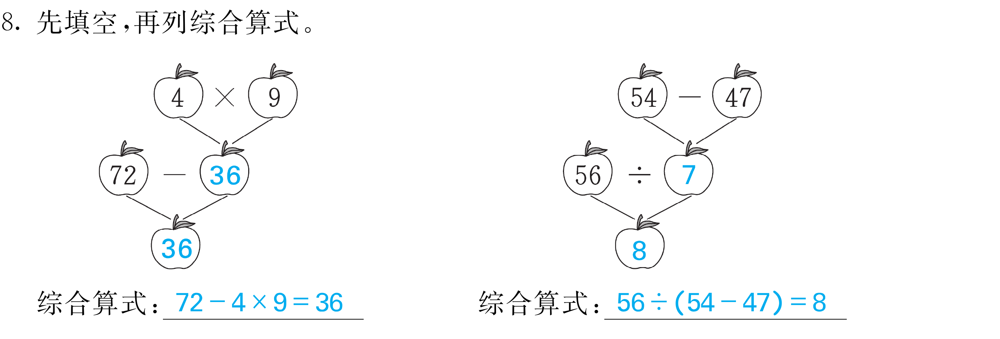 8. 先填空,再列综合算式。
4 × 9
54 — 47
72 — 36
56 ÷ 7
36
8
综合算式: 72 − 4 × 9 = 36
综合算式: 56 ÷ (54 − 47) = 8